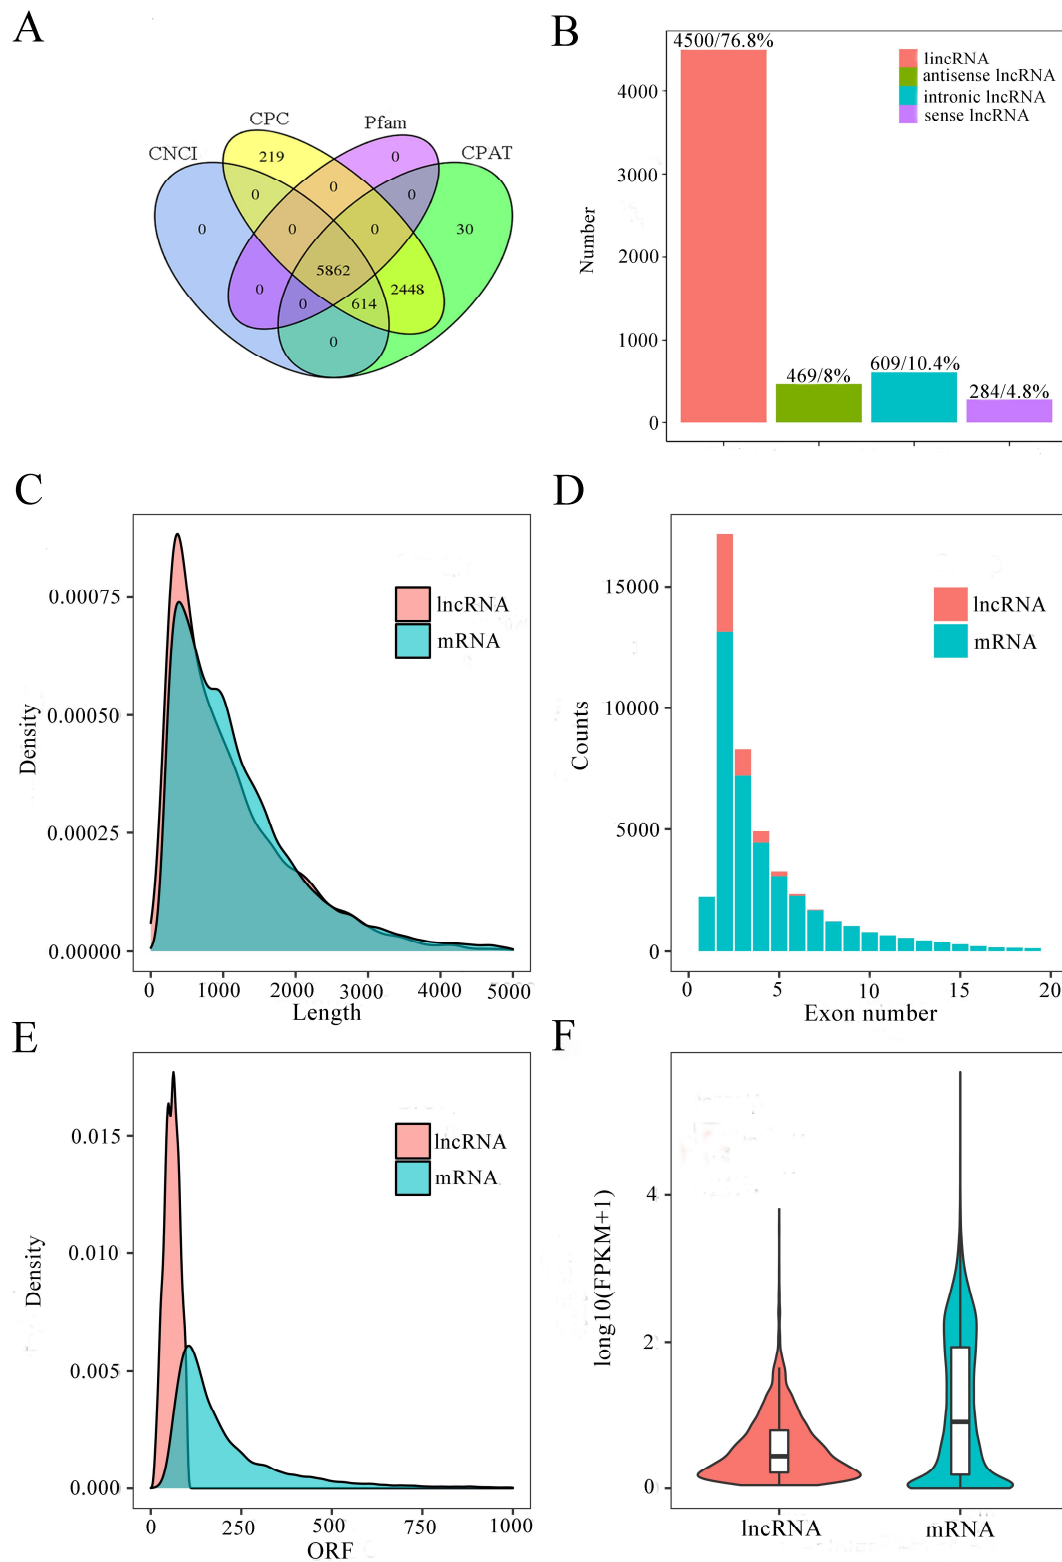 A
CNCI
CPC
Pfam
CPAT
219
0
0
0
0
0
0
0
30
5862
0
0
614
2448
0
B
4500/76.8%
lincRNA
antisense lncRNA
intronic lncRNA
sense lncRNA
4000
3000
2000
1000
0
Number
469/8%
609/10.4%
284/4.8%
C
0.00075
0.00050
0.00025
0.00000
Density
lncRNA
mRNA
0 1000 2000 3000 4000 5000
Length
D
15000
10000
5000
0
Counts
lncRNA
mRNA
0 5 10 15 20
Exon number
E
0.015
0.010
0.005
0.000
Density
lncRNA
mRNA
0 250 500 750 1000
ORF
F
4
2
0
long10(FPKM+1)
lncRNA mRNA